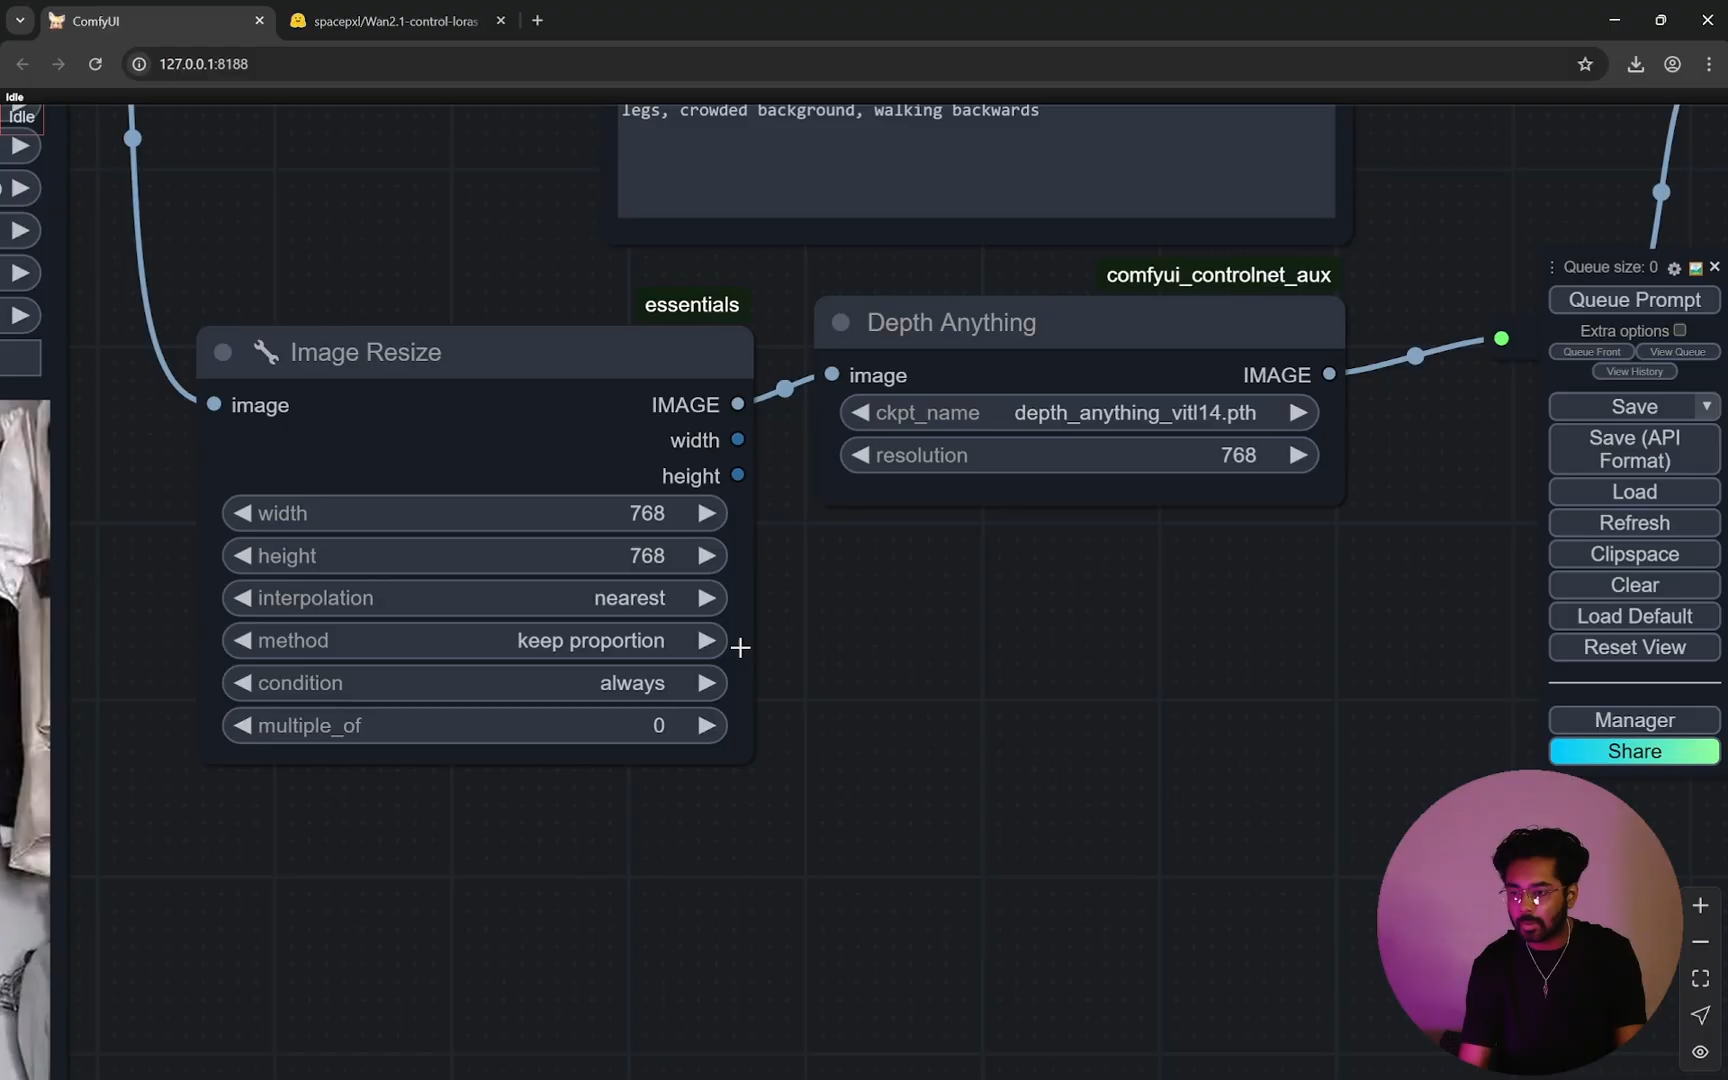 ComfyUI
spacepxl/Wan2.1-control-loras
127.0.0.1:8188
Idle
Idle
legs, crowded background, walking backwards
essentials
Image Resize
image
IMAGE
width
height
width 768
height 768
interpolation nearest
method keep proportion
condition always
multiple_of 0
comfyui_controlnet_aux
Depth Anything
image
IMAGE
ckpt_name depth_anything_vitl14.pth
resolution 768
Queue size: 0
Queue Prompt
Extra options
Queue Front
View Queue
View History
Save
Save (API
Format)
Load
Refresh
Clipspace
Clear
Load Default
Reset View
Manager
Share